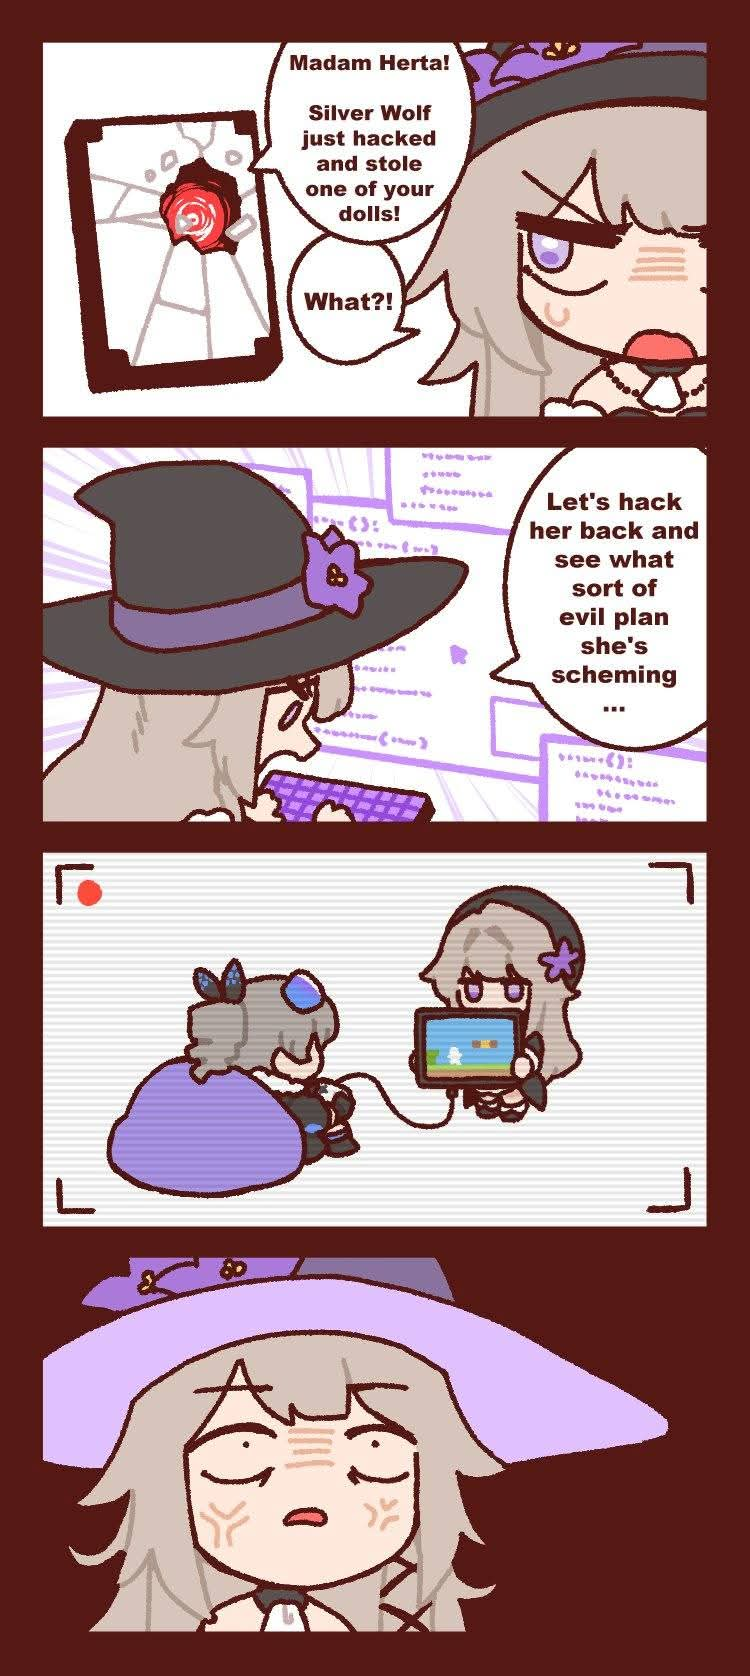 Madam Herta!
Silver Wolf
just hacked
and stole
one of your
dolls!
What?!
Let's hack
her back and
see what
sort of
evil plan
she's
scheming
...